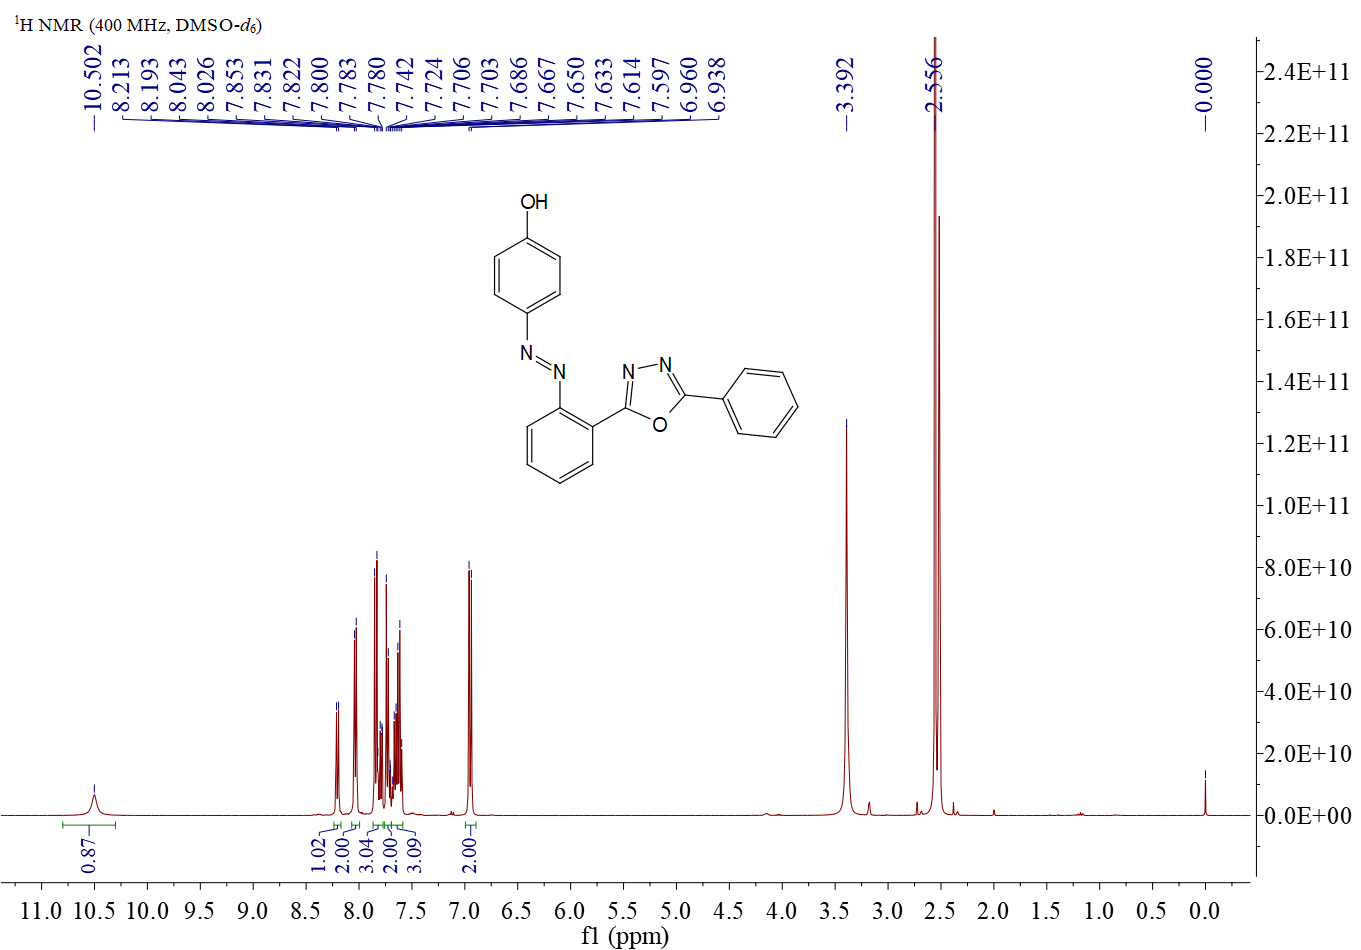 ¹H NMR (400 MHz, DMSO-d₆)
10.502
8.213
8.193
8.043
8.026
7.853
7.831
7.822
7.800
7.783
7.780
7.742
7.724
7.706
7.703
7.686
7.667
7.650
7.633
7.614
7.597
6.960
6.938
3.392
2.556
-0.000
2.4E+11
2.2E+11
2.0E+11
1.8E+11
1.6E+11
1.4E+11
1.2E+11
1.0E+11
8.0E+10
6.0E+10
4.0E+10
2.0E+10
0.0E+00
OH
N
N
N
N
O
0.87
1.02
2.00
3.04
2.00
3.09
2.00
11.0 10.5 10.0 9.5 9.0 8.5 8.0 7.5 7.0 6.5 6.0 5.5 5.0 4.5 4.0 3.5 3.0 2.5 2.0 1.5 1.0 0.5 0.0
f1 (ppm)